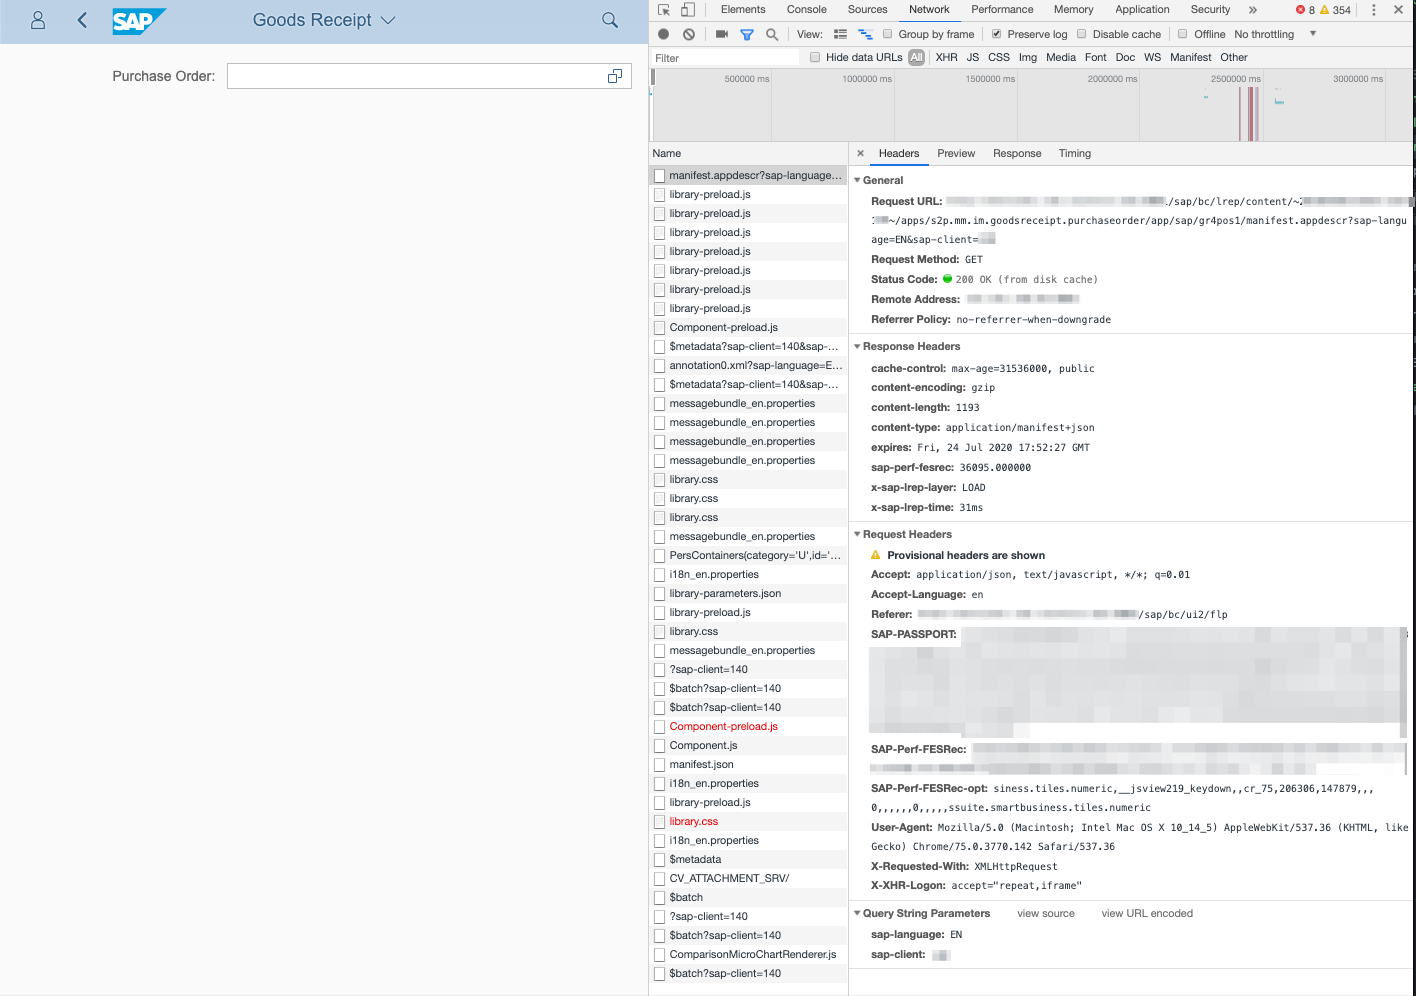 SAP
Goods Receipt
Purchase Order:
Elements Console Sources Network Performance Memory Application Security » 8 354
View: Group by frame Preserve log Disable cache Offline No throttling
Filter Hide data URLs All XHR JS CSS Img Media Font Doc WS Manifest Other
500000 ms 1000000 ms 1500000 ms 2000000 ms 2500000 ms 3000000 ms
Name
manifest.appdescr?sap-language...
library-preload.js
library-preload.js
library-preload.js
library-preload.js
library-preload.js
library-preload.js
library-preload.js
Component-preload.js
$metadata?sap-client=140&sap-...
annotation0.xml?sap-language=E...
$metadata?sap-client=140&sap-...
messagebundle_en.properties
messagebundle_en.properties
messagebundle_en.properties
messagebundle_en.properties
library.css
library.css
library.css
messagebundle_en.properties
PersContainers(category='U',id='...
i18n_en.properties
library-parameters.json
library-preload.js
library.css
messagebundle_en.properties
?sap-client=140
$batch?sap-client=140
$batch?sap-client=140
Component-preload.js
Component.js
manifest.json
i18n_en.properties
library-preload.js
library.css
i18n_en.properties
$metadata
CV_ATTACHMENT_SRV/
$batch
?sap-client=140
$batch?sap-client=140
ComparisonMicroChartRenderer.js
$batch?sap-client=140
× Headers Preview Response Timing
General
Request URL: /sap/bc/lrep/content/~
~/apps/s2p.mm.im.goodsreceipt.purchaseorder/app/sap/gr4pos1/manifest.appdescr?sap-langu
age=EN&sap-client=
Request Method: GET
Status Code: 200 OK (from disk cache)
Remote Address:
Referrer Policy: no-referrer-when-downgrade
Response Headers
cache-control: max-age=31536000, public
content-encoding: gzip
content-length: 1193
content-type: application/manifest+json
expires: Fri, 24 Jul 2020 17:52:27 GMT
sap-perf-fesrec: 36095.000000
x-sap-lrep-layer: LOAD
x-sap-lrep-time: 31ms
Request Headers
Provisional headers are shown
Accept: application/json, text/javascript, */*; q=0.01
Accept-Language: en
Referer: /sap/bc/ui2/flp
SAP-PASSPORT:
SAP-Perf-FESRec:
SAP-Perf-FESRec-opt: siness.tiles.numeric,__jsview219_keydown,,cr_75,206306,147879,,,
0,,,,,,0,,,,,ssuite.smartbusiness.tiles.numeric
User-Agent: Mozilla/5.0 (Macintosh; Intel Mac OS X 10_14_5) AppleWebKit/537.36 (KHTML, like
Gecko) Chrome/75.0.3770.142 Safari/537.36
X-Requested-With: XMLHttpRequest
X-XHR-Logon: accept="repeat,iframe"
Query String Parameters view source view URL encoded
sap-language: EN
sap-client: